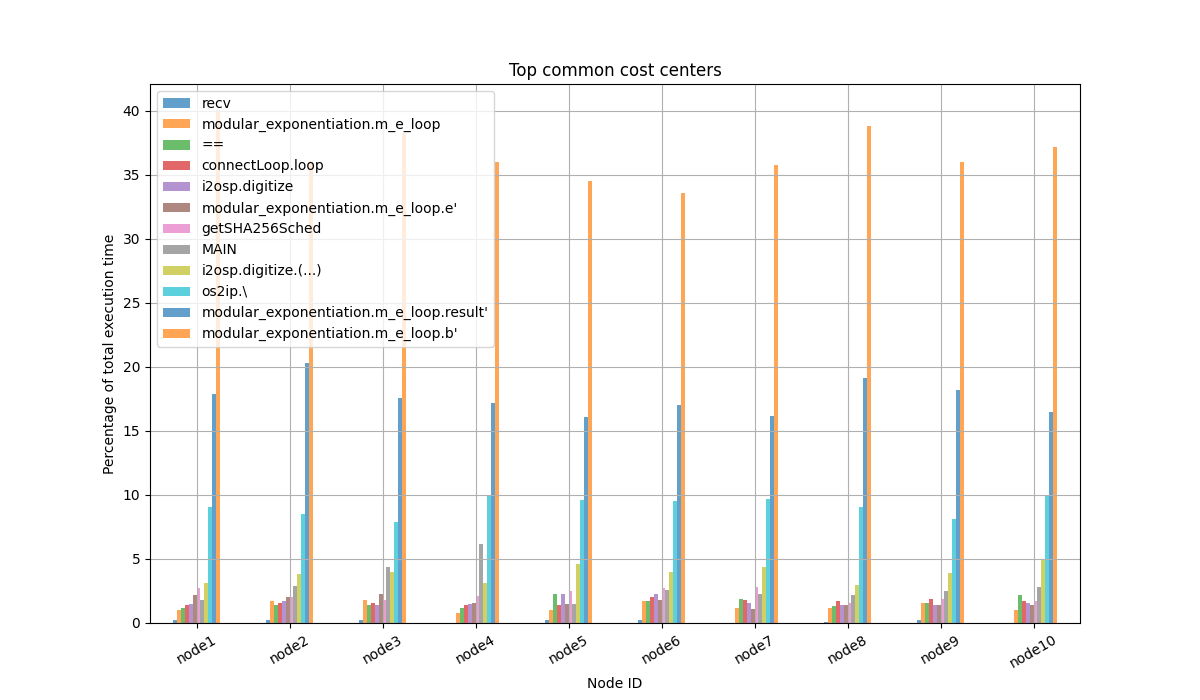 Top common cost centers
recv
modular_exponentiation.m_e_loop
==
connectLoop.loop
i2osp.digitize
modular_exponentiation.m_e_loop.e'
getSHA256Sched
MAIN
i2osp.digitize.(...)
os2ip.\
modular_exponentiation.m_e_loop.result'
modular_exponentiation.m_e_loop.b'
Percentage of total execution time
40
35
30
25
20
15
10
5
0
node1
node2
node3
node4
node5
node6
node7
node8
node9
node10
Node ID